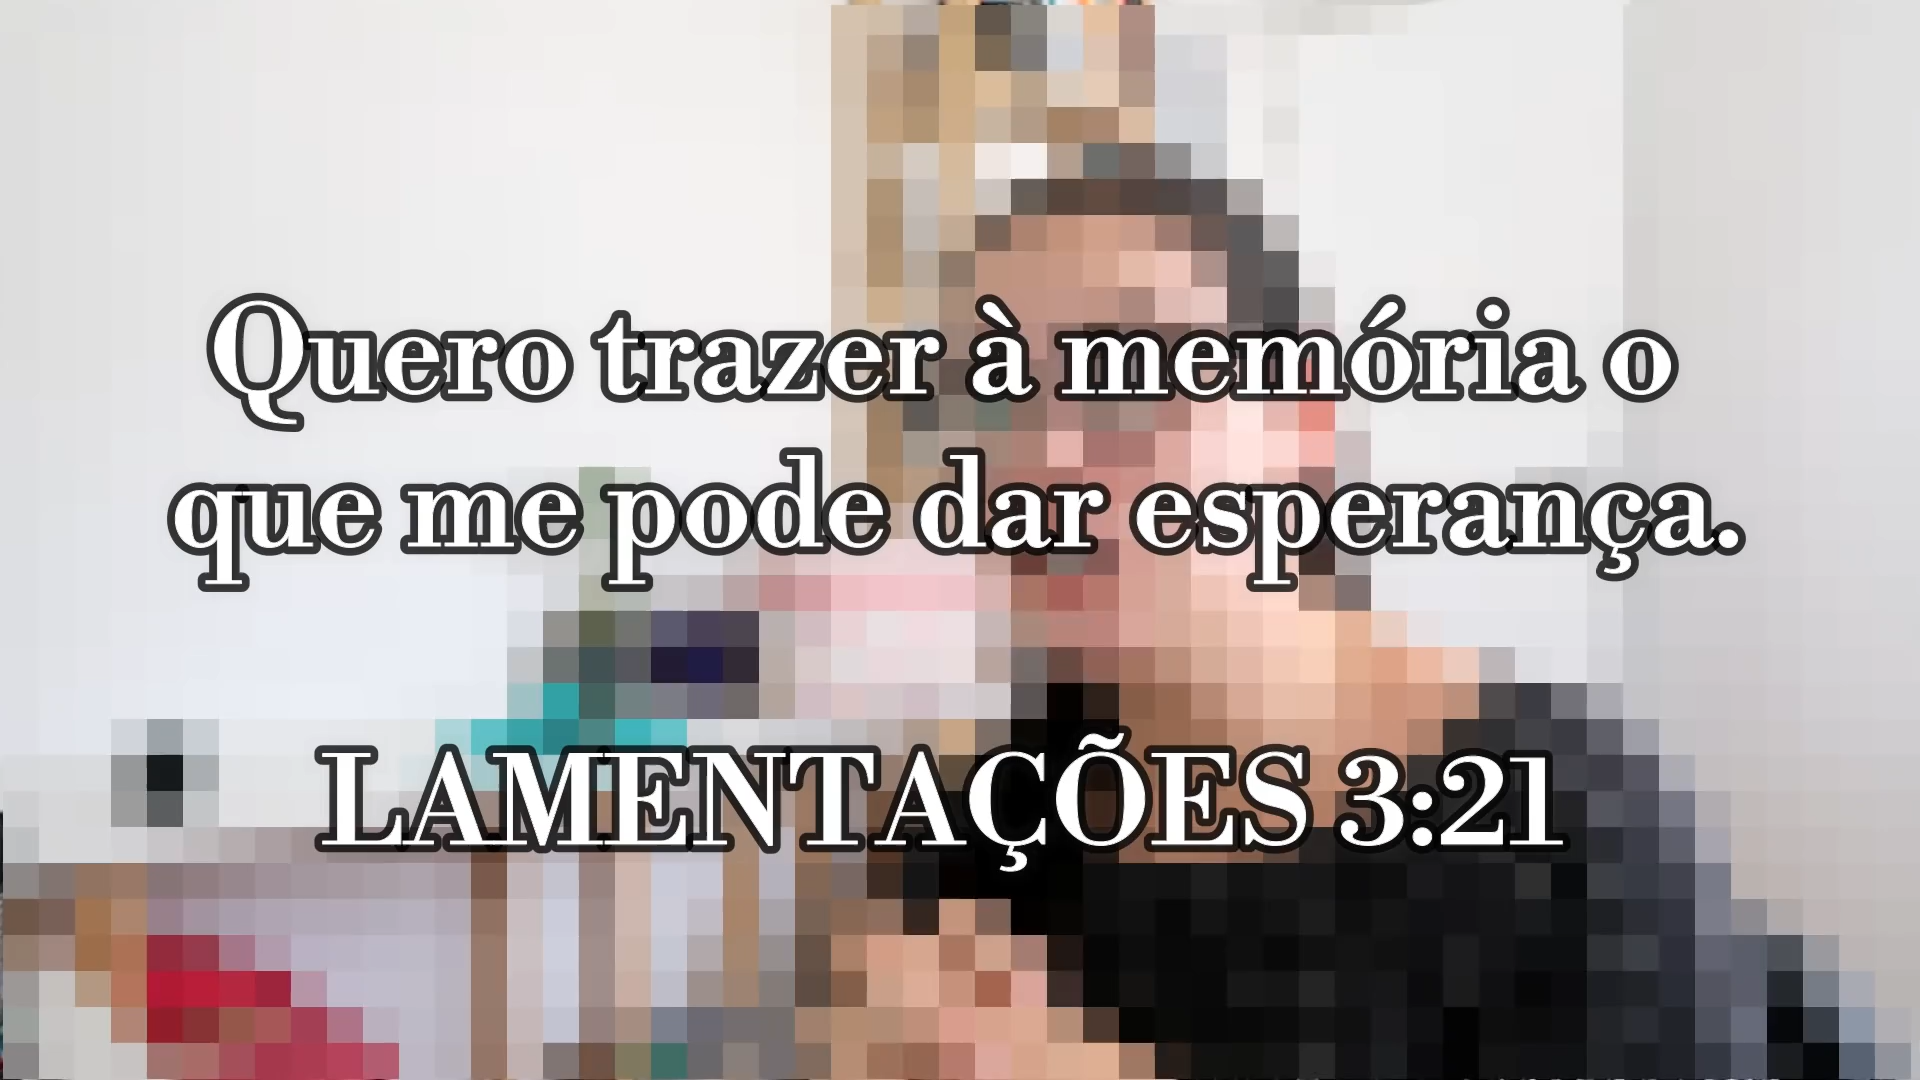 Quero trazer à memória o
que me pode dar esperança.
LAMENTAÇÕES 3:21